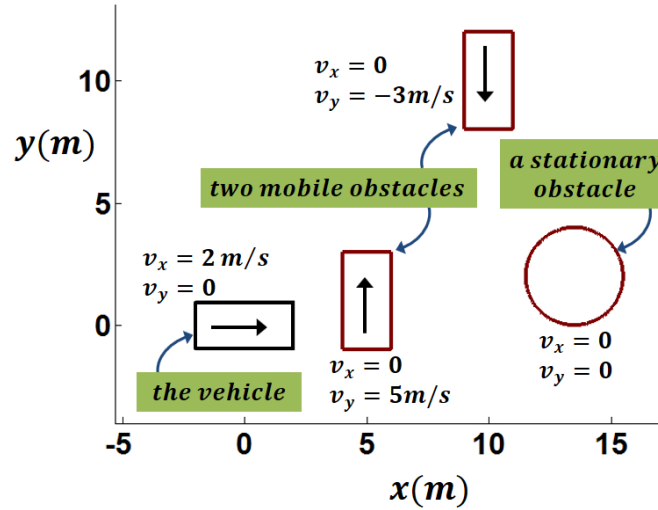 v_x = 0
v_y = −3m/s
10
y(m)
two mobile obstacles
a stationary
obstacle
5
v_x = 2 m/s
v_y = 0
0
the vehicle
v_x = 0
v_y = 5m/s
v_x = 0
v_y = 0
-5
0
5
10
15
x(m)